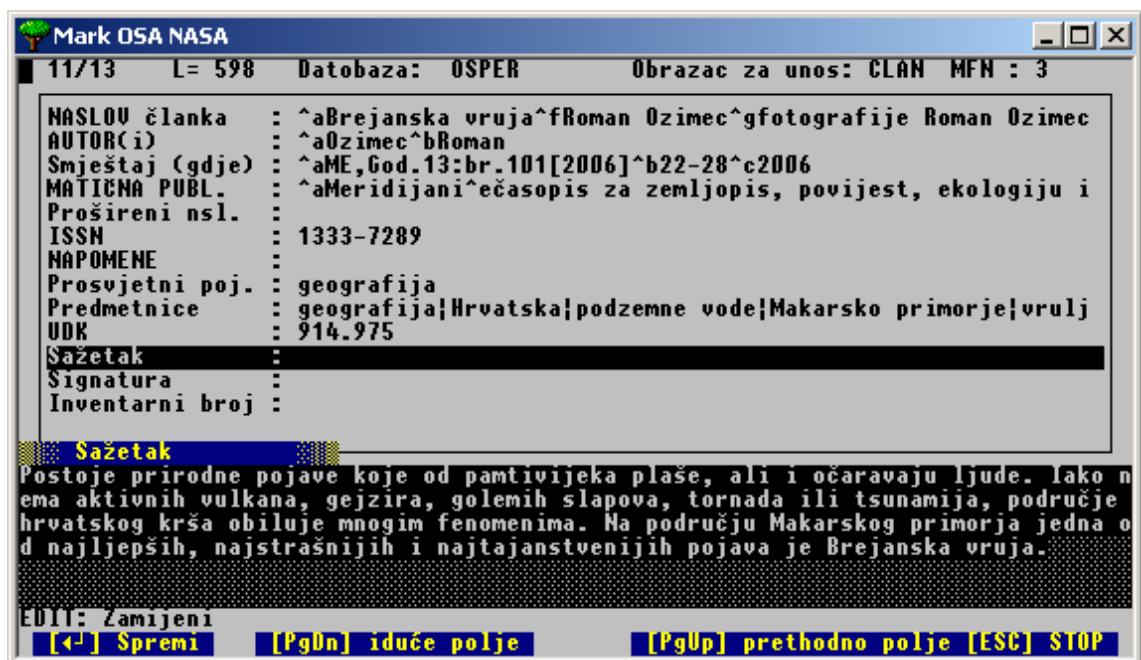 Mark OSA NASA
11/13 L= 598 Datobaza: OSPER Obrazac za unos: CLAN MFN : 3
NASLOV članka : ^aBrejanska vruja^fRoman Ozimec^gfotografije Roman Ozimec
AUTOR(i) : ^aOzimec^bRoman
Smještaj (gdje) : ^aME,God.13:br.101[2006]^b22-28^c2006
MATIČNA PUBL. : ^aMeridijani^ečasopis za zemljopis, povijest, ekologiju i
Prošireni nsl. :
ISSN : 1333-7289
NAPOMENE :
Prosvjetni poj. : geografija
Predmetnice : geografija¦Hrvatska¦podzemne vode¦Makarsko primorje¦vrulj
UDK : 914.975
Sažetak :
Signatura :
Inventarni broj :
Sažetak
Postoje prirodne pojave koje od pamtivijeka plaše, ali i očaravaju ljude. Iako n
ema aktivnih vulkana, gejzira, golemih slapova, tornada ili tsunamija, područje
hrvatskog krša obiluje mnogim fenomenima. Na području Makarskog primorja jedna o
d najljepših, najstrašnijih i najtajanstvenijih pojava je Brejanska vruja.
EDIT: Zamijeni
[↵] Spremi [PgDn] iduće polje [PgUp] prethodno polje [ESC] STOP